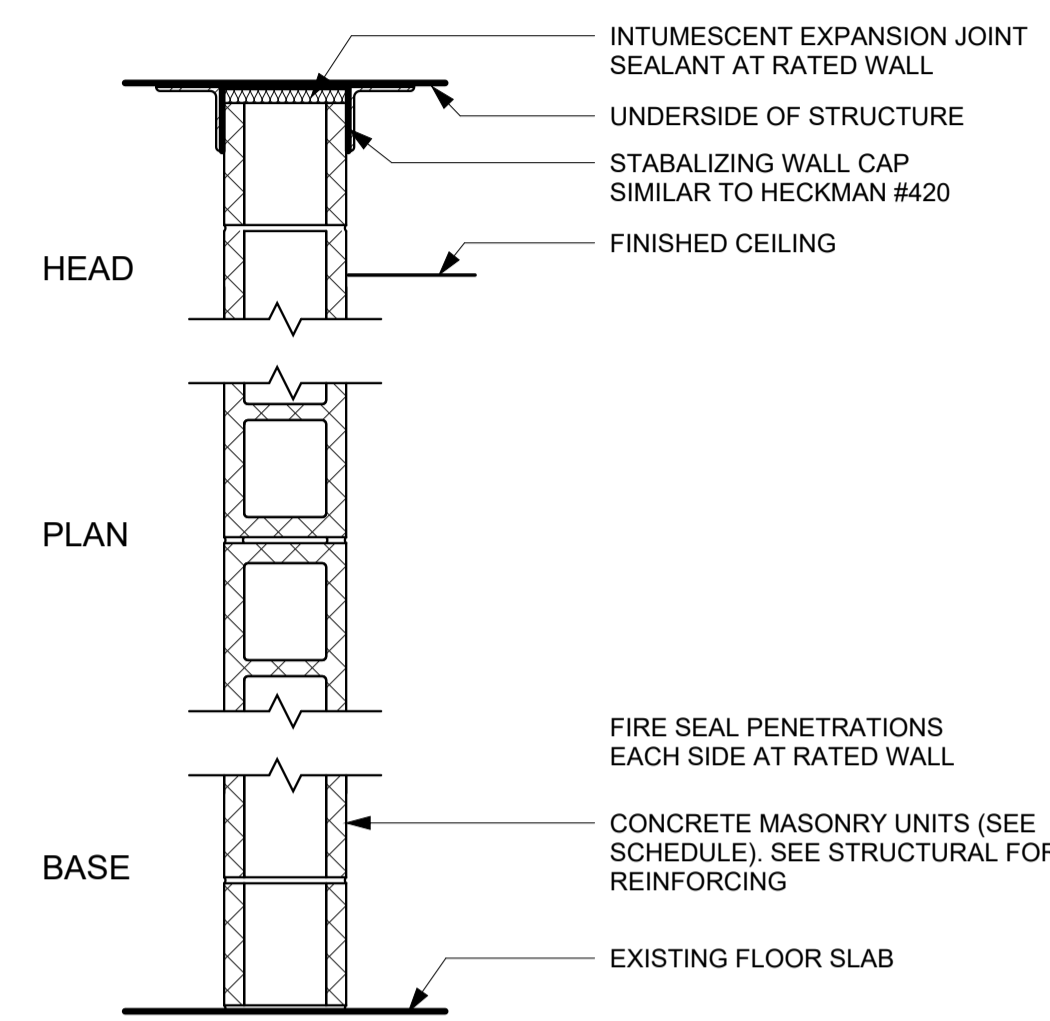 INTUMESCENT EXPANSION JOINT
SEALANT AT RATED WALL
UNDERSIDE OF STRUCTURE
STABALIZING WALL CAP
SIMILAR TO HECKMAN #420
FINISHED CEILING
HEAD
PLAN
FIRE SEAL PENETRATIONS
EACH SIDE AT RATED WALL
CONCRETE MASONRY UNITS (SEE
SCHEDULE). SEE STRUCTURAL FOR
REINFORCING
BASE
EXISTING FLOOR SLAB